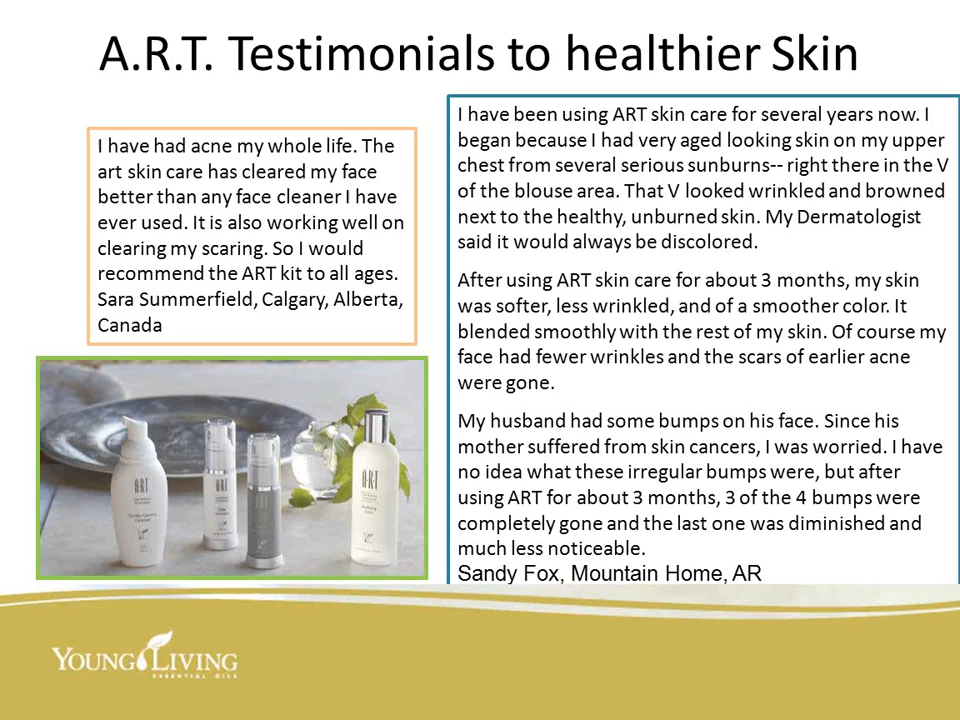 A.R.T. Testimonials to healthier Skin
I have had acne my whole life. The
art skin care has cleared my face
better than any face cleaner I have
ever used. It is also working well on
clearing my scaring. So I would
recommend the ART kit to all ages.
Sara Summerfield, Calgary, Alberta,
Canada
I have been using ART skin care for several years now. I
began because I had very aged looking skin on my upper
chest from several serious sunburns-- right there in the V
of the blouse area. That V looked wrinkled and browned
next to the healthy, unburned skin. My Dermatologist
said it would always be discolored.
After using ART skin care for about 3 months, my skin
was softer, less wrinkled, and of a smoother color. It
blended smoothly with the rest of my skin. Of course my
face had fewer wrinkles and the scars of earlier acne
were gone.
My husband had some bumps on his face. Since his
mother suffered from skin cancers, I was worried. I have
no idea what these irregular bumps were, but after
using ART for about 3 months, 3 of the 4 bumps were
completely gone and the last one was diminished and
much less noticeable.
Sandy Fox, Mountain Home, AR
A·R·T
A·R·T
A·R·T
A·R·T
YOUNG LIVING
ESSENTIAL OILS